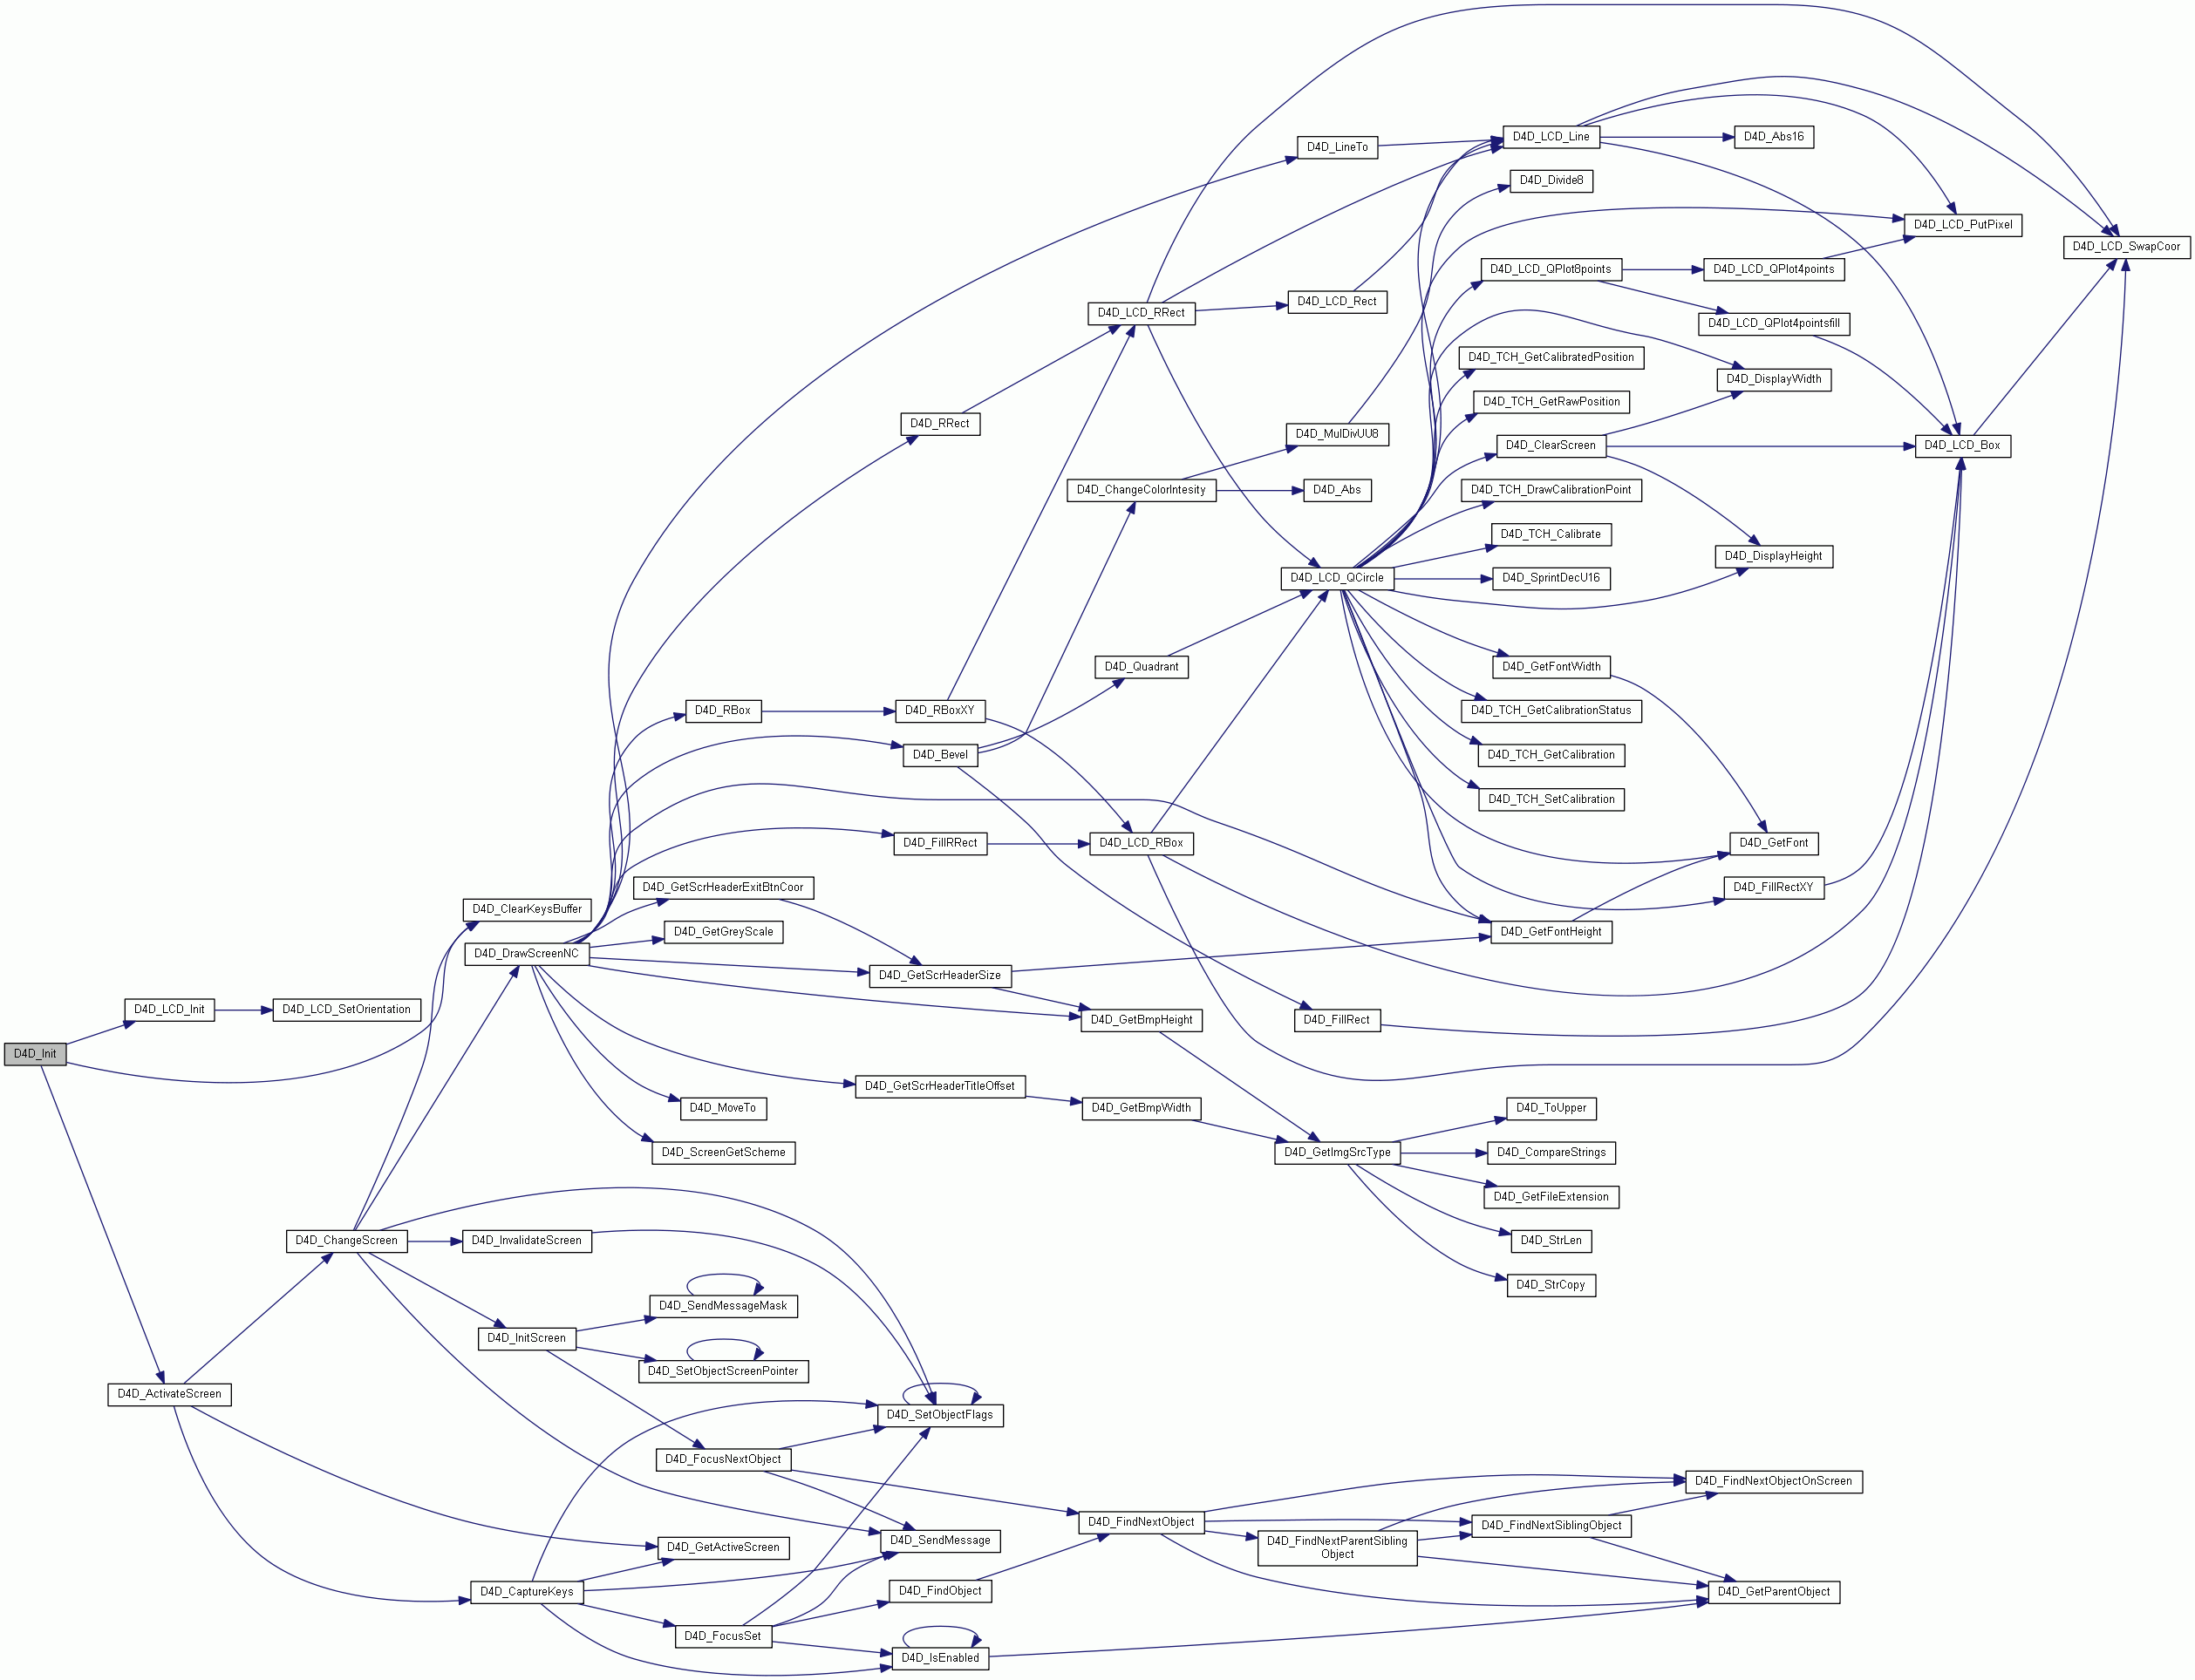 D4D_Init
D4D_LCD_Init
D4D_ActivateScreen
D4D_LCD_SetOrientation
D4D_ChangeScreen
D4D_ClearKeysBuffer
D4D_DrawScreenNC
D4D_InvalidateScreen
D4D_InitScreen
D4D_CaptureKeys
D4D_RBox
D4D_GetScrHeaderExitBtnCoor
D4D_GetGreyScale
D4D_MoveTo
D4D_ScreenGetScheme
D4D_SendMessageMask
D4D_SetObjectScreenPointer
D4D_FocusNextObject
D4D_GetActiveScreen
D4D_FocusSet
D4D_RRect
D4D_RBoxXY
D4D_Bevel
D4D_FillRRect
D4D_GetScrHeaderSize
D4D_GetScrHeaderTitleOffset
D4D_SetObjectFlags
D4D_SendMessage
D4D_FindObject
D4D_IsEnabled
D4D_LCD_RRect
D4D_ChangeColorIntesity
D4D_Quadrant
D4D_LCD_RBox
D4D_GetBmpHeight
D4D_GetBmpWidth
D4D_FindNextObject
D4D_LineTo
D4D_LCD_Rect
D4D_MulDivUU8
D4D_Abs
D4D_LCD_QCircle
D4D_FillRect
D4D_GetImgSrcType
D4D_FindNextParentSibling
Object
D4D_LCD_Line
D4D_Divide8
D4D_LCD_QPlot8points
D4D_TCH_GetCalibratedPosition
D4D_TCH_GetRawPosition
D4D_ClearScreen
D4D_TCH_DrawCalibrationPoint
D4D_TCH_Calibrate
D4D_SprintDecU16
D4D_GetFontWidth
D4D_TCH_GetCalibrationStatus
D4D_TCH_GetCalibration
D4D_TCH_SetCalibration
D4D_GetFontHeight
D4D_ToUpper
D4D_CompareStrings
D4D_GetFileExtension
D4D_StrLen
D4D_StrCopy
D4D_FindNextSiblingObject
D4D_Abs16
D4D_LCD_QPlot4points
D4D_LCD_QPlot4pointsfill
D4D_DisplayWidth
D4D_DisplayHeight
D4D_GetFont
D4D_FillRectXY
D4D_FindNextObjectOnScreen
D4D_GetParentObject
D4D_LCD_PutPixel
D4D_LCD_Box
D4D_LCD_SwapCoor